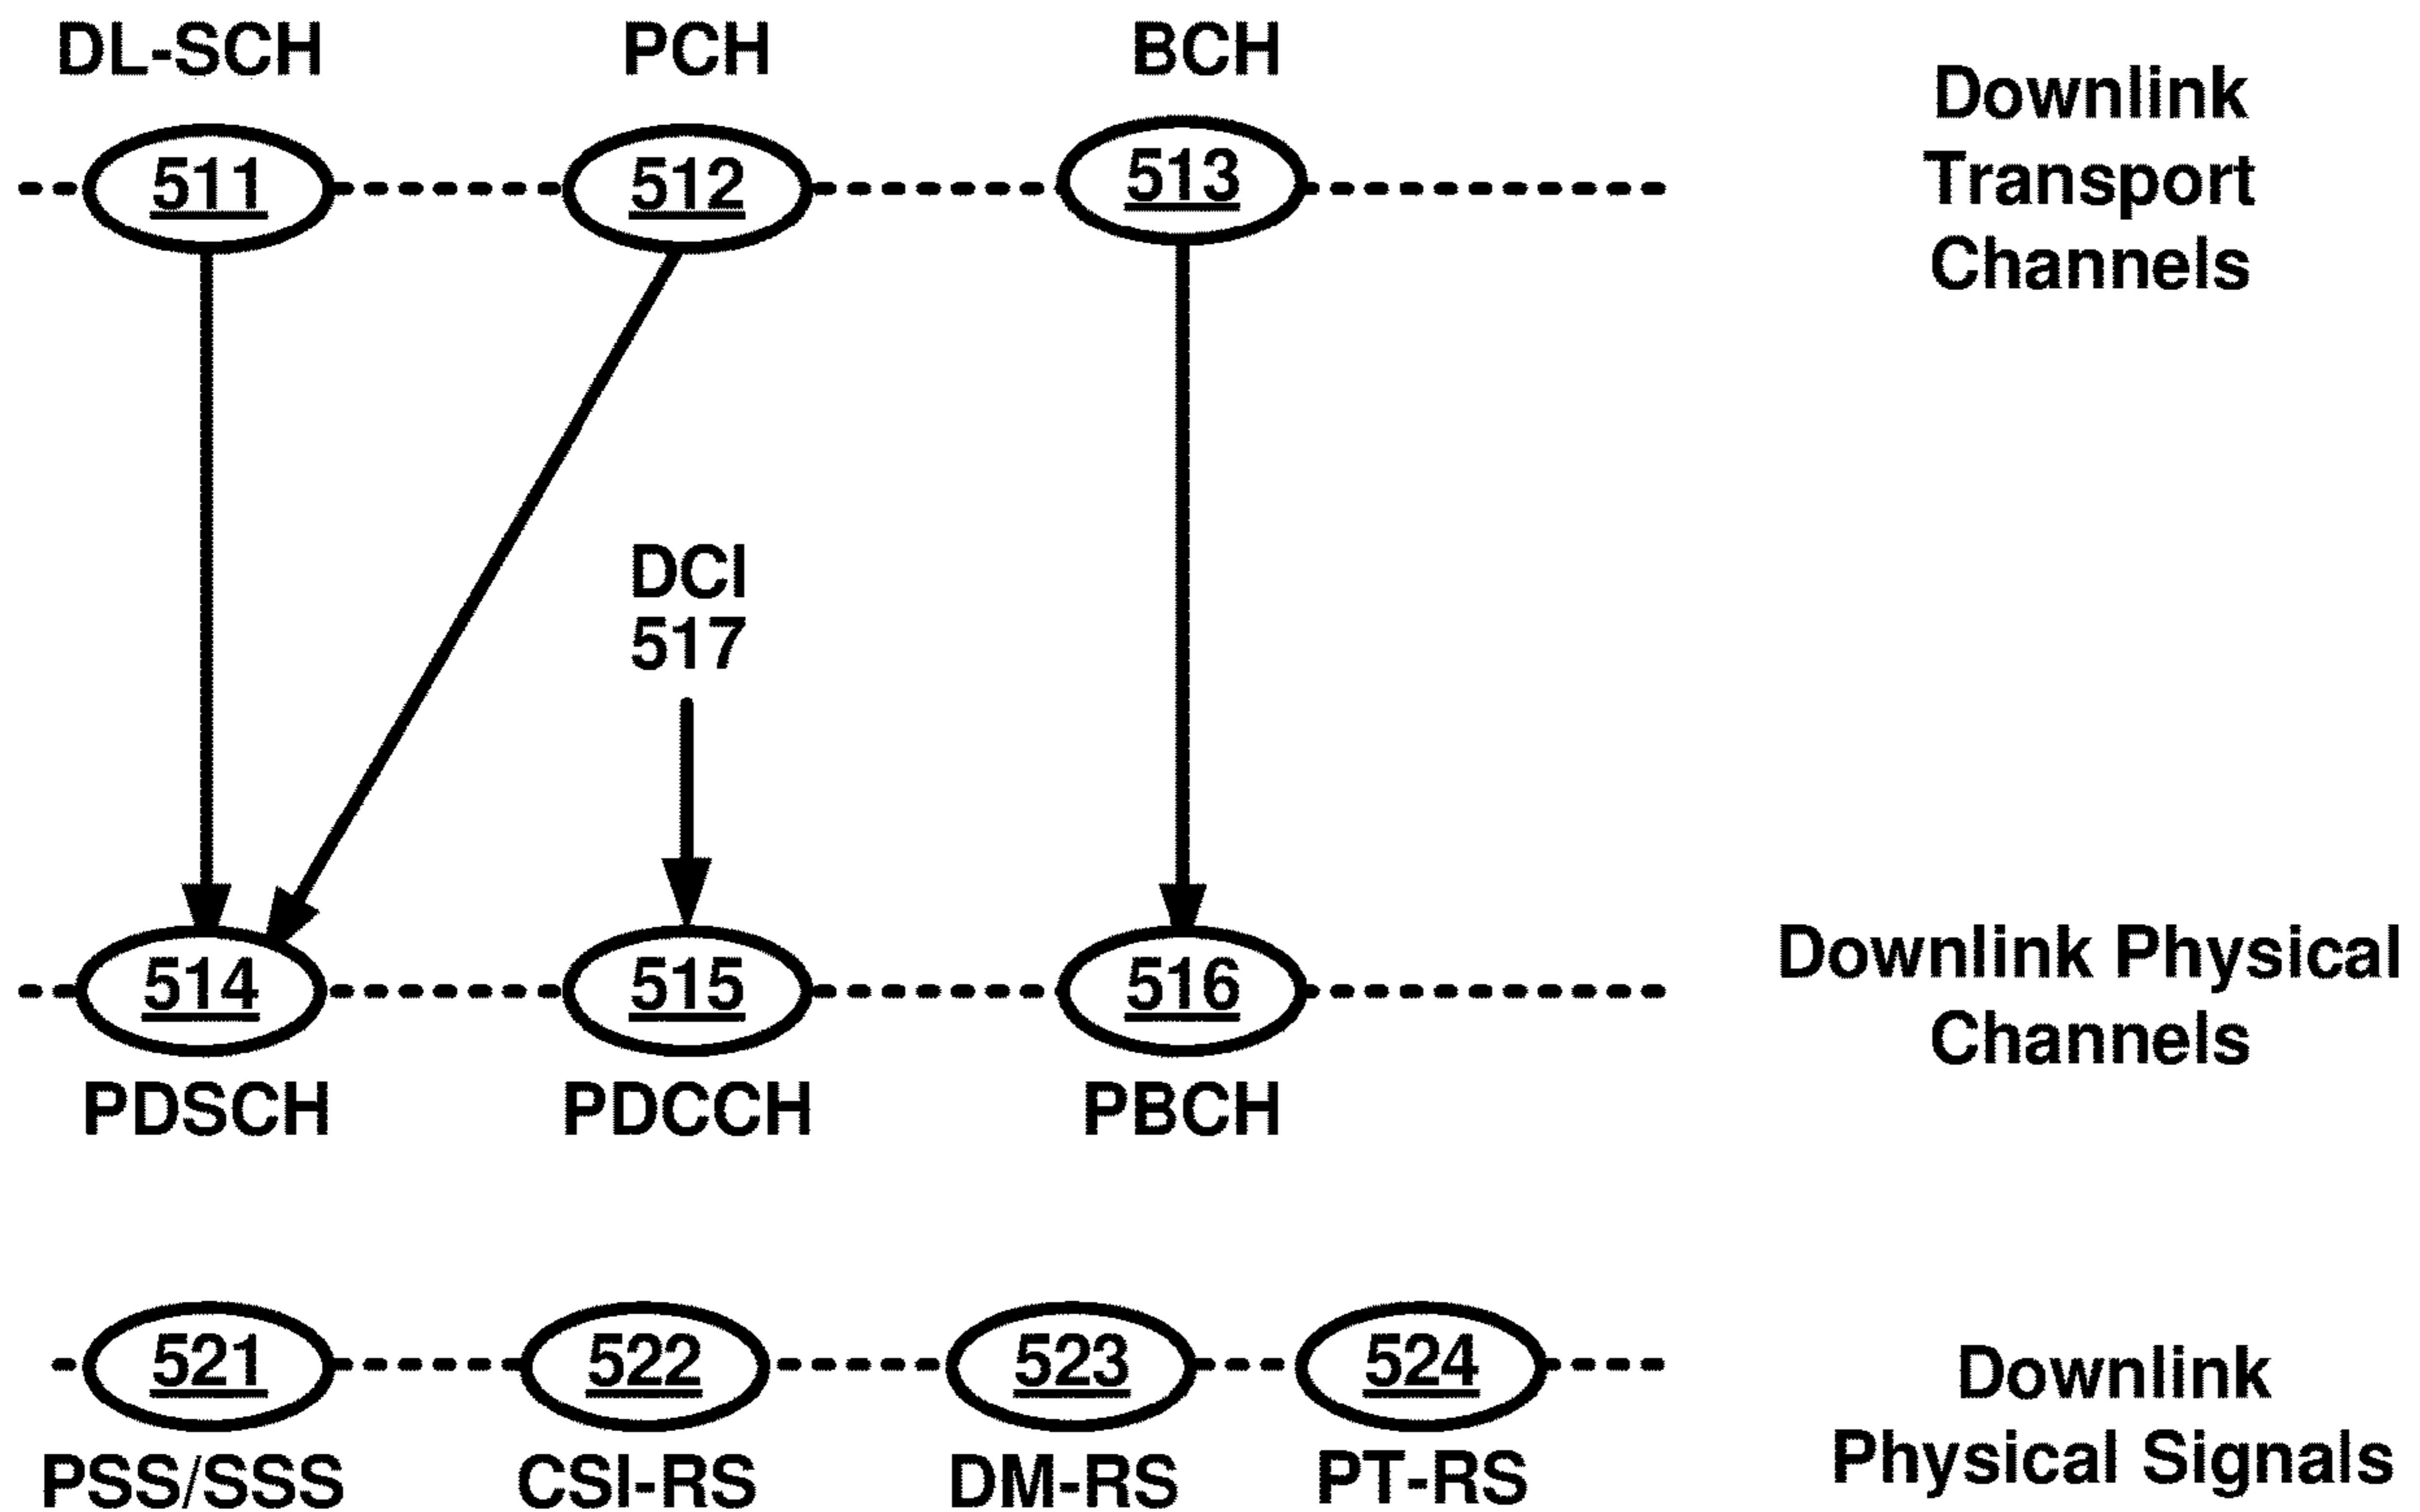 DL-SCH
PCH
BCH
511
512
513
Downlink
Transport
Channels
DCI
517
514
515
516
Downlink Physical
Channels
PDSCH
PDCCH
PBCH
521
522
523
524
Downlink
Physical Signals
PSS/SSS
CSI-RS
DM-RS
PT-RS